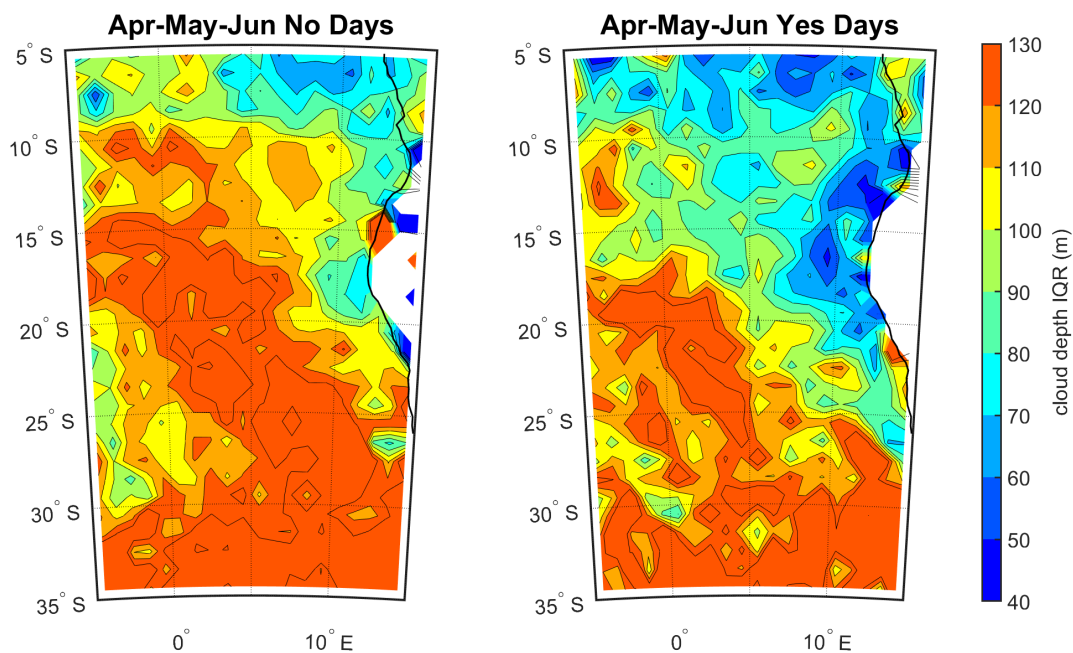 Apr-May-Jun No Days
5° S
10° S
15° S
20° S
25° S
30° S
35° S
0°
10° E
Apr-May-Jun Yes Days
5° S
10° S
15° S
20° S
25° S
30° S
35° S
0°
10° E
130
120
110
100
90
80
70
60
50
40
cloud depth IQR (m)